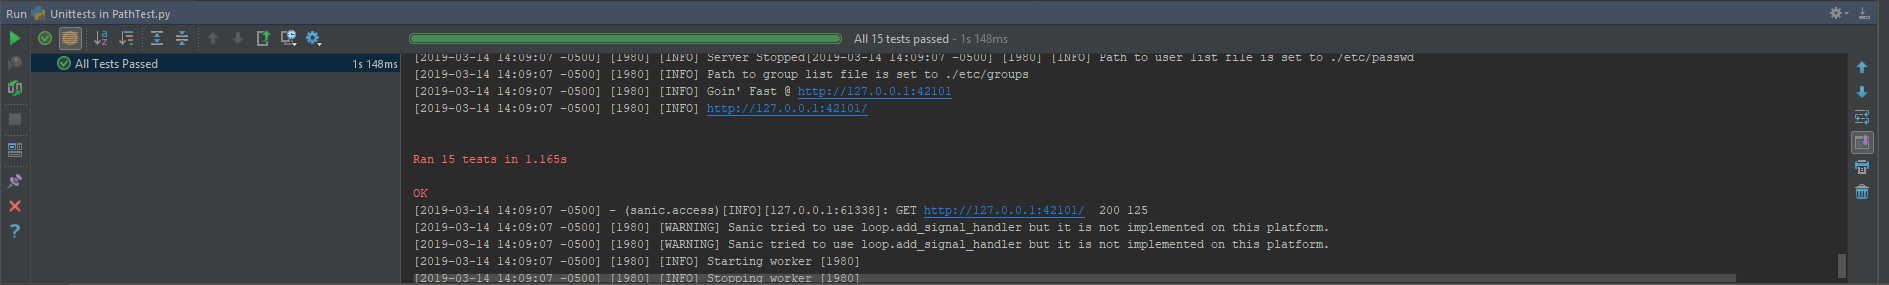 Run Unittests in PathTest.py
All 15 tests passed - 1s 148ms
All Tests Passed 1s 148ms
[2019-03-14 14:09:07 -0500] [1980] [INFO] Server Stopped[2019-03-14 14:09:07 -0500] [1980] [INFO] Path to user list file is set to ./etc/passwd
[2019-03-14 14:09:07 -0500] [1980] [INFO] Path to group list file is set to ./etc/groups
[2019-03-14 14:09:07 -0500] [1980] [INFO] Goin' Fast @ http://127.0.0.1:42101
[2019-03-14 14:09:07 -0500] [1980] [INFO] http://127.0.0.1:42101/
Ran 15 tests in 1.165s
OK
[2019-03-14 14:09:07 -0500] - (sanic.access)[INFO][127.0.0.1:61338]: GET http://127.0.0.1:42101/ 200 125
[2019-03-14 14:09:07 -0500] [1980] [WARNING] Sanic tried to use loop.add_signal_handler but it is not implemented on this platform.
[2019-03-14 14:09:07 -0500] [1980] [WARNING] Sanic tried to use loop.add_signal_handler but it is not implemented on this platform.
[2019-03-14 14:09:07 -0500] [1980] [INFO] Starting worker [1980]
[2019-03-14 14:09:07 -0500] [1980] [INFO] Stopping worker [1980]